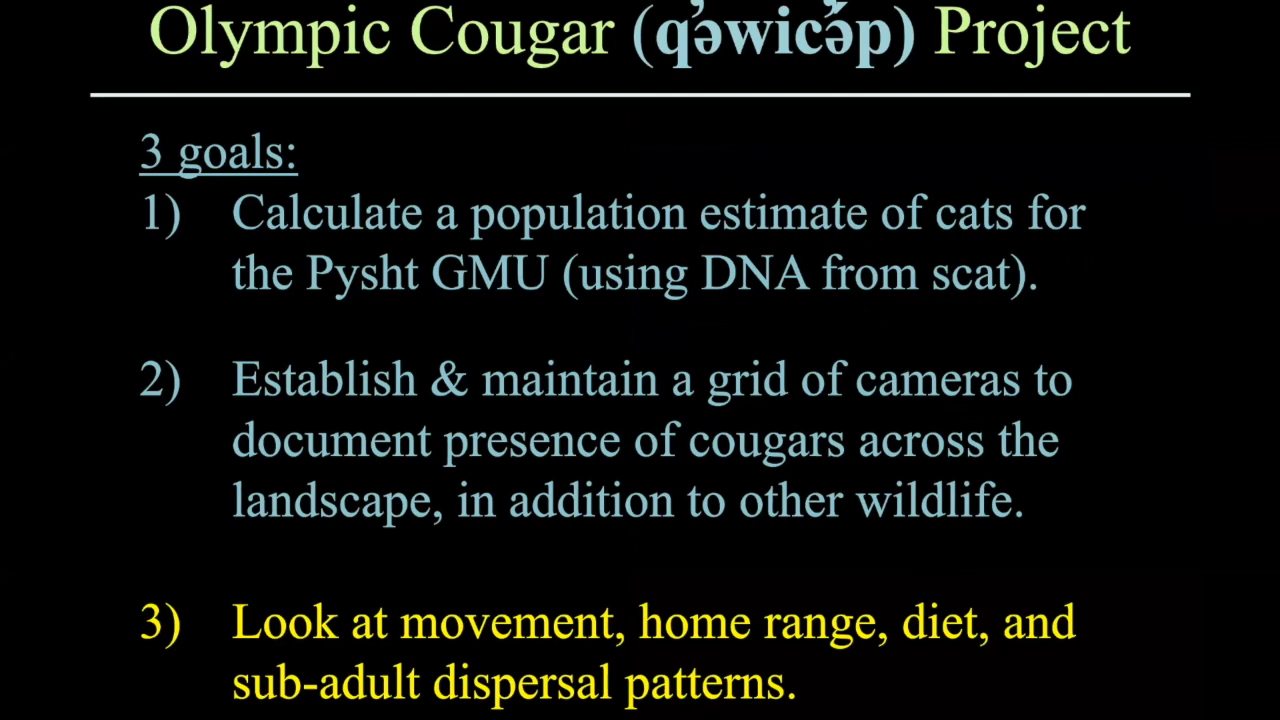 Olympic Cougar (q̓əwicə̓́p) Project
3 goals:
1) Calculate a population estimate of cats for
the Pysht GMU (using DNA from scat).
2) Establish & maintain a grid of cameras to
document presence of cougars across the
landscape, in addition to other wildlife.
3) Look at movement, home range, diet, and
sub-adult dispersal patterns.